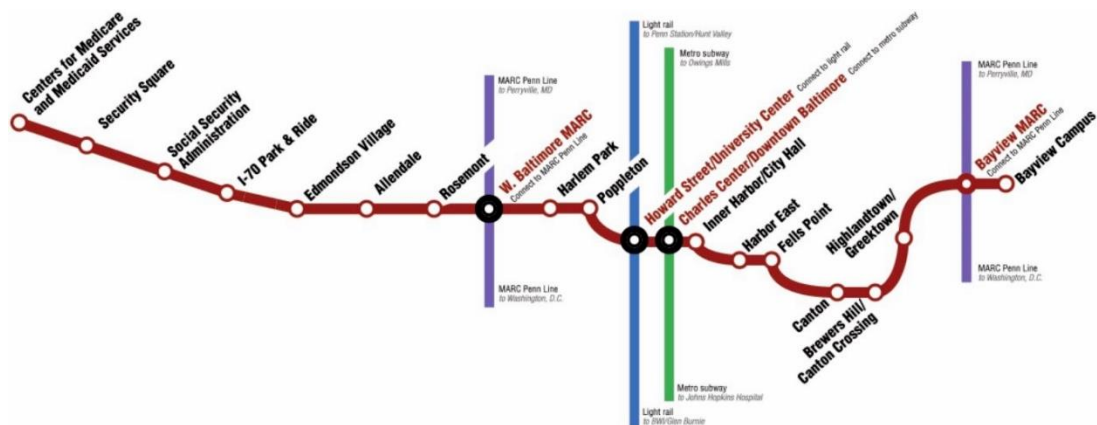 Centers for Medicare
and Medicaid Services
Security Square
Social Security
Administration
I-70 Park & Ride
Edmondson Village
Allendale
Rosemont
MARC Penn Line
to Perryville, MD
W. Baltimore MARC
Connect to MARC Penn Line
MARC Penn Line
to Washington, D.C.
Harlem Park
Poppleton
Light rail
to Penn Station/Hunt Valley
Metro subway
to Owings Mills
Howard Street/University Center
Connect to light rail
Charles Center/Downtown Baltimore
Connect to metro subway
Inner Harbor/City Hall
Harbor East
Fells Point
Metro subway
to Johns Hopkins Hospital
Light rail
to BWI/Glen Burnie
Canton
Brewers Hill/
Canton Crossing
Highlandtown/
Greektown
MARC Penn Line
to Perryville, MD
Bayview MARC
Connect to MARC Penn Line
Bayview Campus
MARC Penn Line
to Washington, D.C.